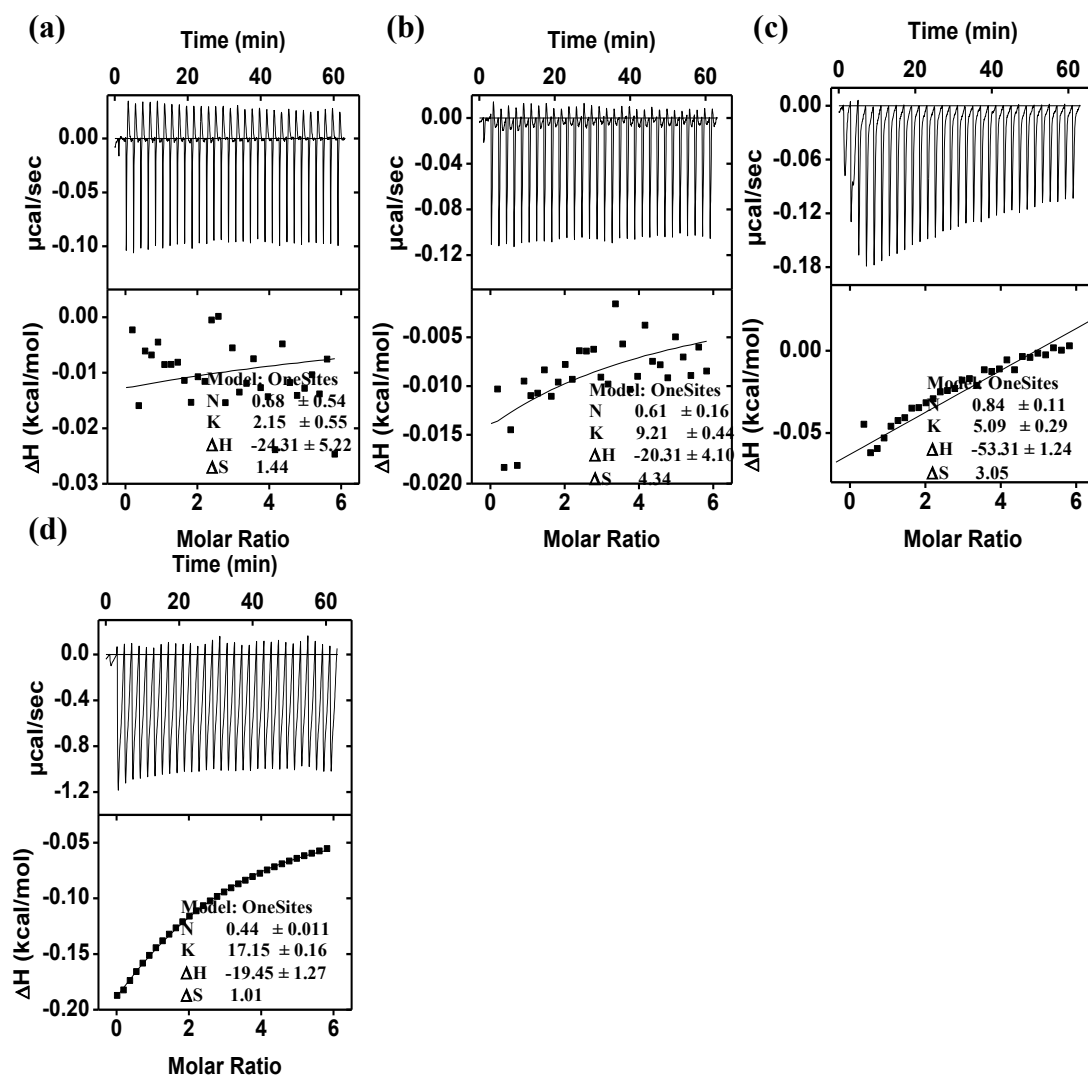 (a)
Time (min)
0 20 40 60
0.00
-0.05
-0.10
µcal/sec
0.00
-0.01
-0.02
-0.03
ΔH (kcal/mol)
Model: OneSites
N 0.68 ± 0.54
K 2.15 ± 0.55
ΔH -24.31 ± 5.22
ΔS 1.44
0 2 4 6
Molar Ratio
(b)
Time (min)
0 20 40 60
0.00
-0.04
-0.08
-0.12
µcal/sec
-0.005
-0.010
-0.015
-0.020
ΔH (kcal/mol)
Model: OneSites
N 0.61 ± 0.16
K 9.21 ± 0.44
ΔH -20.31 ± 4.10
ΔS 4.34
0 2 4 6
Molar Ratio
(c)
Time (min)
0 20 40 60
0.00
-0.06
-0.12
-0.18
µcal/sec
0.00
-0.05
ΔH (kcal/mol)
Model: OneSites
N 0.84 ± 0.11
K 5.09 ± 0.29
ΔH -53.31 ± 1.24
ΔS 3.05
0 2 4 6
Molar Ratio
(d)
Time (min)
0 20 40 60
0.0
-0.4
-0.8
-1.2
µcal/sec
-0.05
-0.10
-0.15
-0.20
ΔH (kcal/mol)
Model: OneSites
N 0.44 ± 0.011
K 17.15 ± 0.16
ΔH -19.45 ± 1.27
ΔS 1.01
0 2 4 6
Molar Ratio